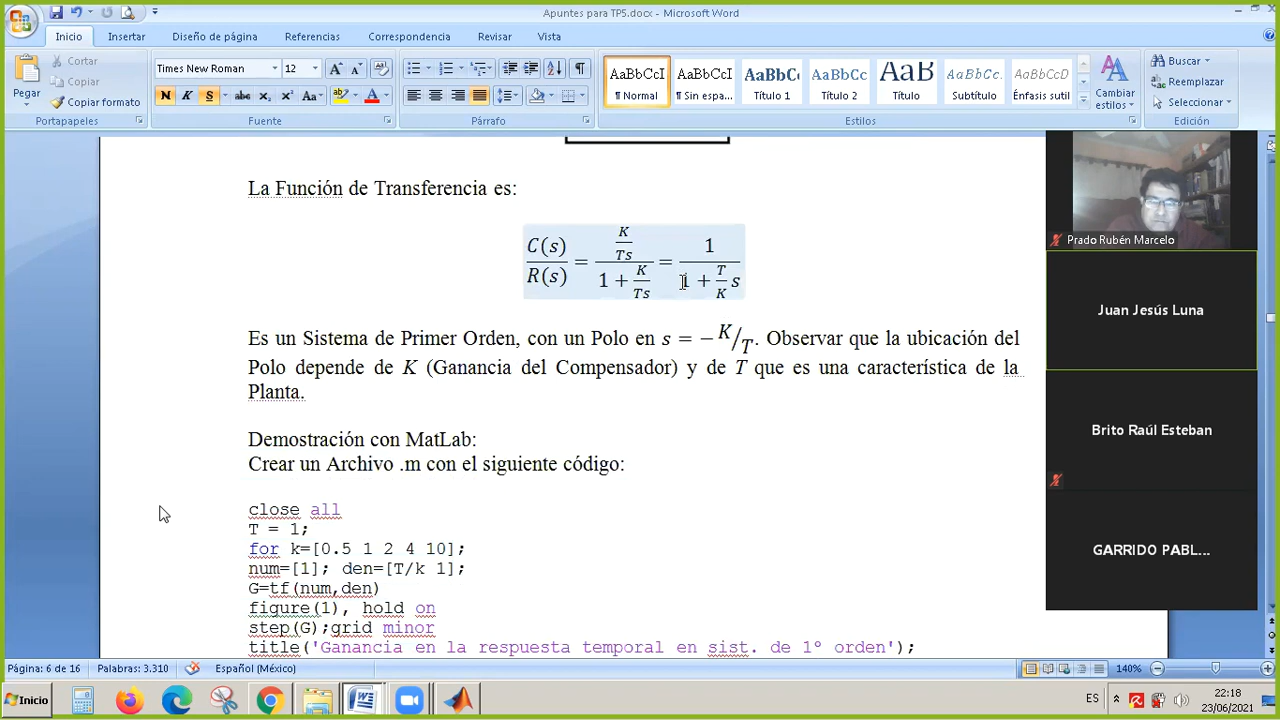 Apuntes para TP5.docx - Microsoft Word
Inicio Insertar Diseño de página Referencias Correspondencia Revisar Vista
Pegar
Cortar
Copiar
Copiar formato
Portapapeles
Times New Roman 12
N K S abe x₂ x² Aa
Fuente
Párrafo
AaBbCcI AaBbCcI AaBbC AaBbCc AaB AaBbCc. AaBbCcI
¶ Normal ¶ Sin espa... Título 1 Título 2 Título Subtítulo Énfasis sutil
Cambiar estilos
Estilos
Buscar
Reemplazar
Seleccionar
Edición
La Función de Transferencia es:
C(s)/R(s) = (K/Ts)/(1 + K/Ts) = 1/(1 + (T/K)s)
Es un Sistema de Primer Orden, con un Polo en s = −K/T. Observar que la ubicación del
Polo depende de K (Ganancia del Compensador) y de T que es una característica de la
Planta.
Demostración con MatLab:
Crear un Archivo .m con el siguiente código:
close all
T = 1;
for k=[0.5 1 2 4 10];
num=[1]; den=[T/k 1];
G=tf(num,den)
figure(1), hold on
step(G);grid minor
title('Ganancia en la respuesta temporal en sist. de 1º orden');
Prado Rubén Marcelo
Juan Jesús Luna
Brito Raúl Esteban
GARRIDO PABL...
Página: 6 de 16 Palabras: 3.310 Español (México) 140%
Inicio ES 22:18
23/06/2021